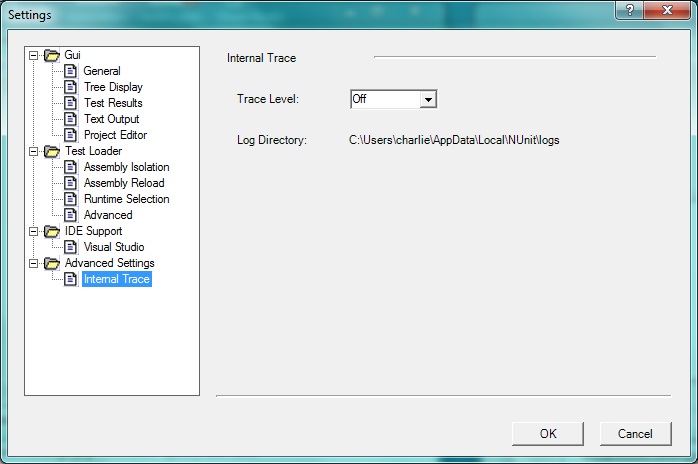 Settings
Gui
General
Tree Display
Test Results
Text Output
Project Editor
Test Loader
Assembly Isolation
Assembly Reload
Runtime Selection
Advanced
IDE Support
Visual Studio
Advanced Settings
Internal Trace
Internal Trace
Trace Level: Off
Log Directory: C:\Users\charlie\AppData\Local\NUnit\logs
OK Cancel